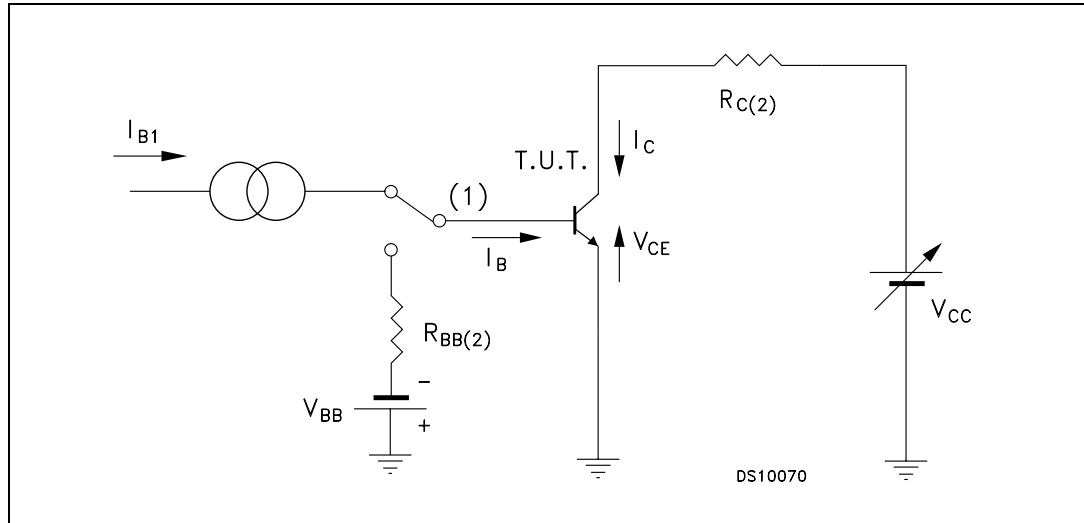 I_B1
(1)
I_B
T.U.T.
R_C(2)
I_C
V_CE
R_BB(2)
V_BB
-
+
V_CC
DS10070